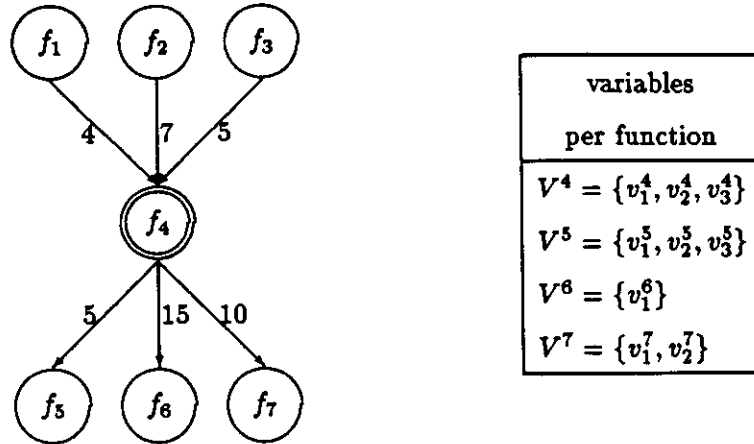 f₁ f₂ f₃
4 7 5
f₄
5 15 10
f₅ f₆ f₇
variables
per function
V⁴ = {v₁⁴, v₂⁴, v₃⁴}
V⁵ = {v₁⁵, v₂⁵, v₃⁵}
V⁶ = {v₁⁶}
V⁷ = {v₁⁷, v₂⁷}